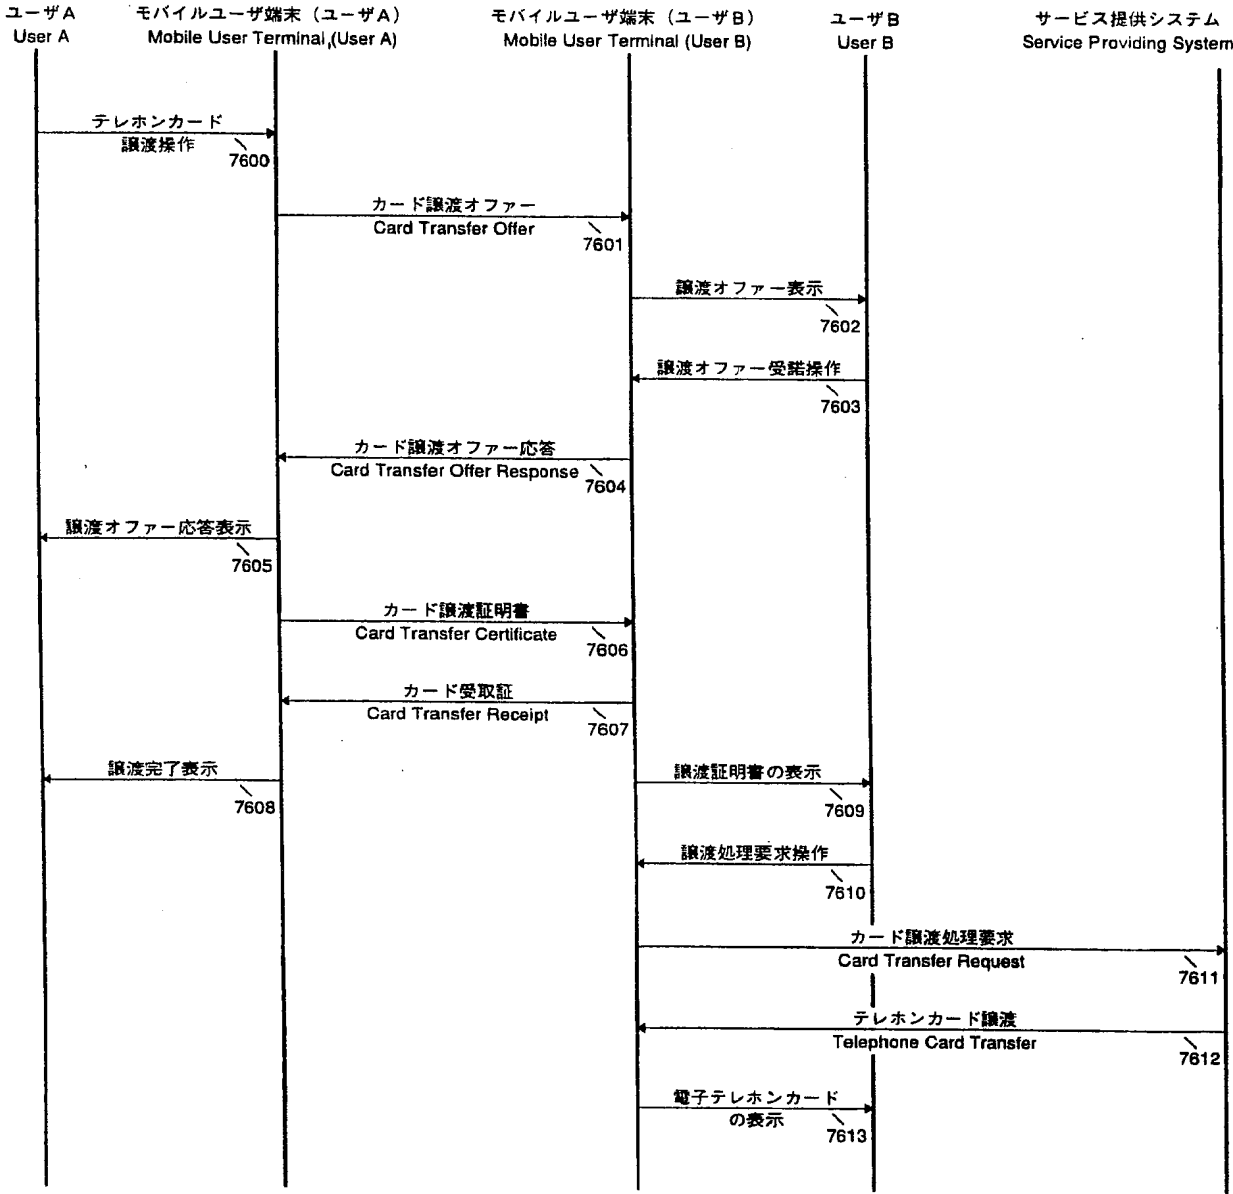 ユーザA
User A
モバイルユーザ端末（ユーザA）
Mobile User Terminal,(User A)
モバイルユーザ端末（ユーザB）
Mobile User Terminal (User B)
ユーザB
User B
サービス提供システム
Service Providing System
テレホンカード
譲渡操作
7600
カード譲渡オファー
Card Transfer Offer
7601
譲渡オファー表示
7602
譲渡オファー受諾操作
7603
カード譲渡オファー応答
Card Transfer Offer Response
7604
譲渡オファー応答表示
7605
カード譲渡証明書
Card Transfer Certificate
7606
カード受取証
Card Transfer Receipt
7607
譲渡完了表示
7608
譲渡証明書の表示
7609
譲渡処理要求操作
7610
カード譲渡処理要求
Card Transfer Request
7611
テレホンカード譲渡
Telephone Card Transfer
7612
電子テレホンカード
の表示
7613